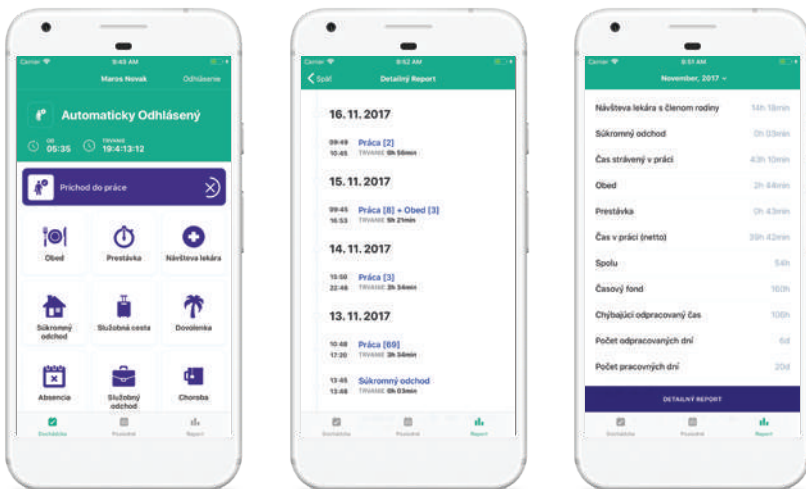 Carrier 9:45 AM
Maros Novak Odhlásenie
Automaticky Odhlásený
OD TRVANIE
05:35 19:4:13:12
Príchod do práce
Obed Prestávka Návšteva lekára
Súkromný odchod Služobná cesta Dovolenka
Absencia Služobný odchod Choroba
Dochádzka Report
Carrier 9:52 AM
Späť Detailný Report
16. 11. 2017
09:49 Práca [2]
10:45 TRVANIE 0h 56min
15. 11. 2017
09:45 Práca [8] + Obed [3]
16:53 TRVANIE 5h 21min
14. 11. 2017
Práca [3]
22:48 TRVANIE 3h 34min
13. 11. 2017
10:48 Práca [69]
17:20 TRVANIE 3h 34min
13:45 Súkromný odchod
13:48 TRVANIE 0h 03min
Dochádzka Report
Carrier 9:51 AM
November, 2017
Návšteva lekára s členom rodiny 14h 18min
Súkromný odchod 0h 03min
Čas strávený v práci 43h 10min
Obed 2h 44min
Prestávka 0h 43min
Čas v práci (netto) 39h 42min
Spolu 54h
Časový fond 160h
Chýbajúci odpracovaný čas 106h
Počet odpracovaných dní 6d
Počet pracovných dní 20d
DETAILNÝ REPORT
Dochádzka Report